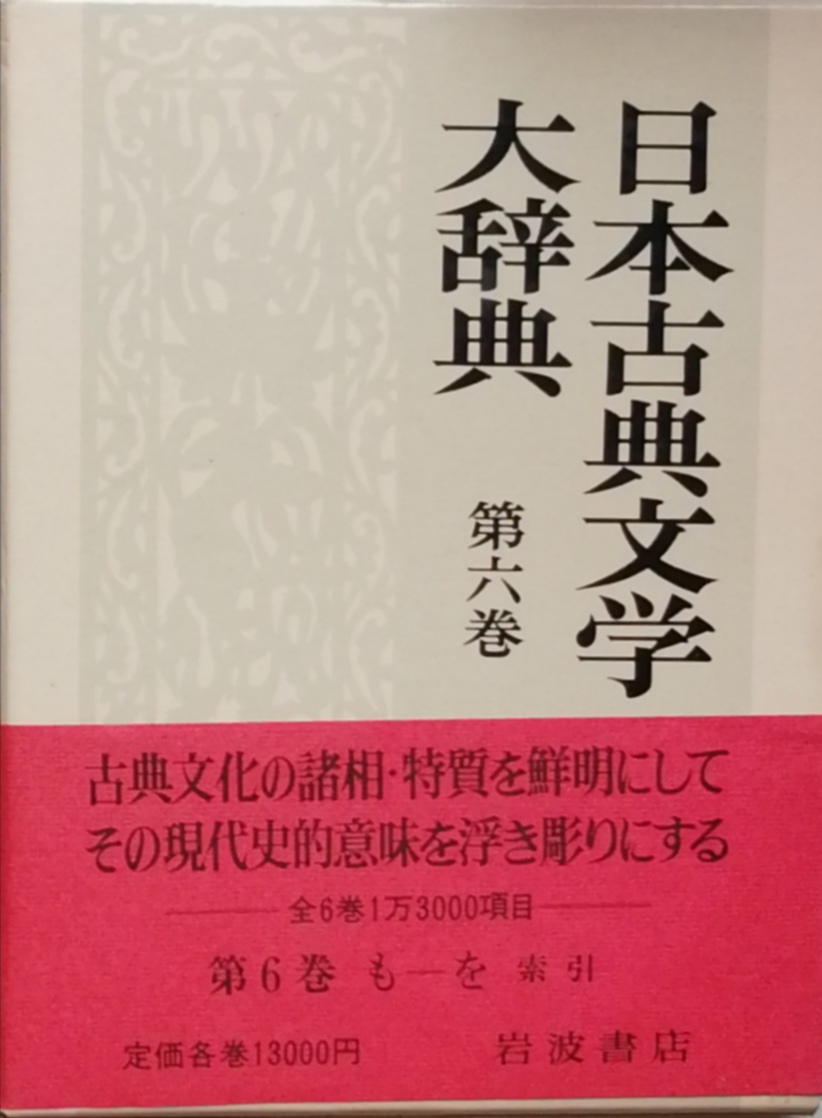 日本古典文学
大辞典
第六巻
古典文化の諸相・特質を鮮明にして
その現代史的意味を浮き彫りにする
全6巻1万3000項目
第6巻 も―を 索引
定価各巻13000円 岩波書店